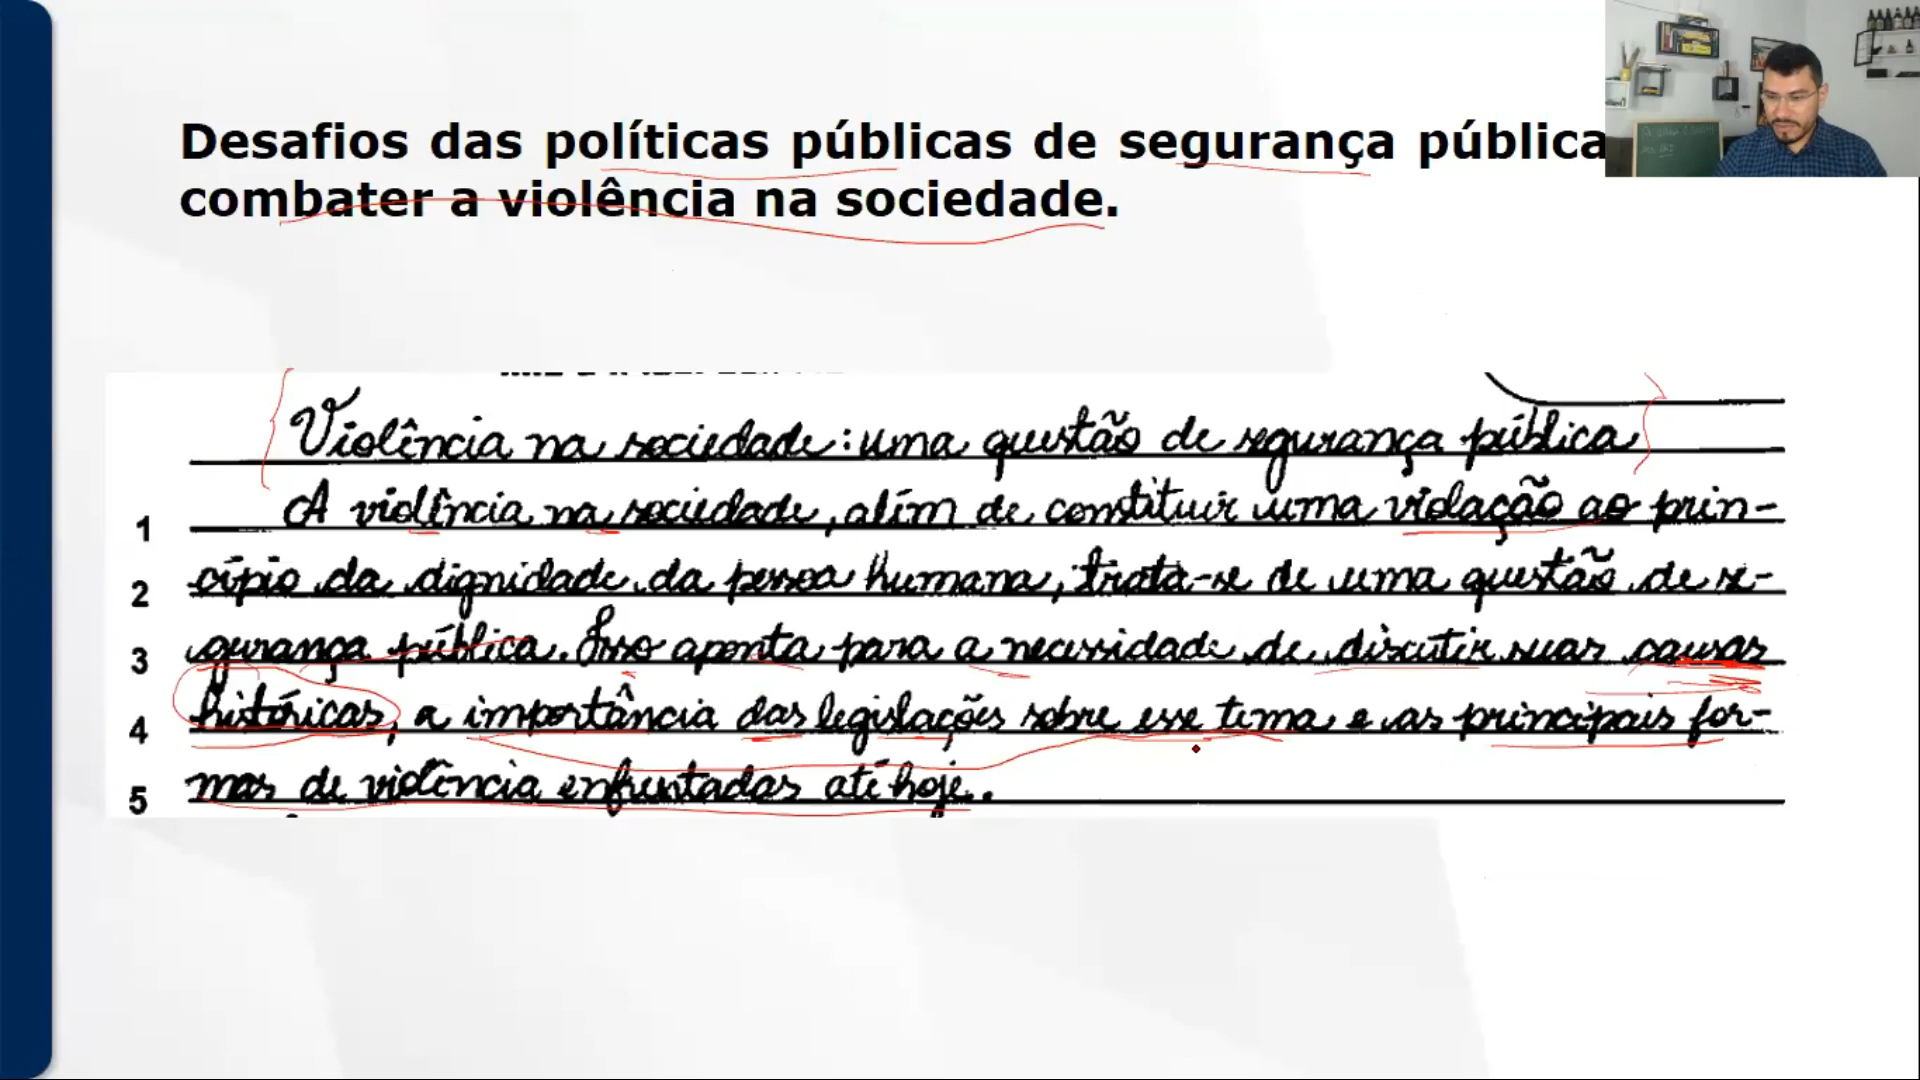 Desafios das políticas públicas de segurança pública
combater a violência na sociedade.
Violência na sociedade: uma questão de segurança pública
1 A violência na sociedade, além de constituir uma violação ao prin-
2 cípio da dignidade da pessoa humana, trata-se de uma questão de se-
3 gurança pública. Isso aponta para a necessidade de discutir suas causas
4 históricas, a importância das legislações sobre esse tema e as principais for-
5 mas de violência enfrentadas até hoje.